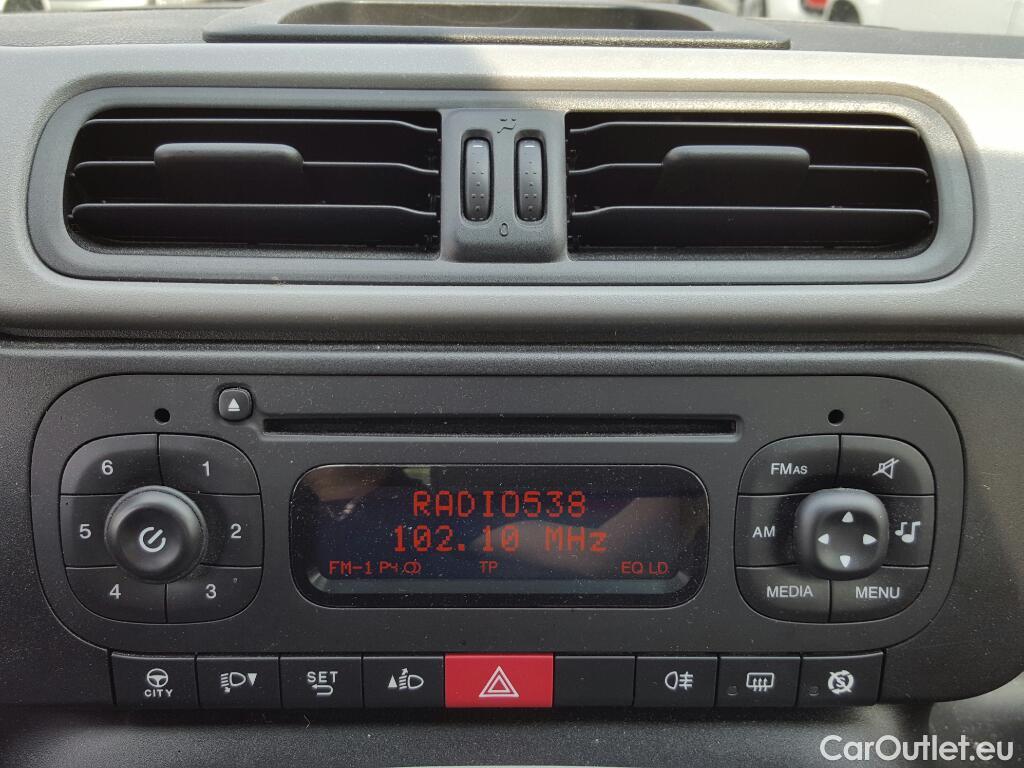 0
6 1
5 2
4 3
RADIO538
102.10 MHz
FM-1 P4 TP EQ LD
FMAS
AM
MEDIA MENU
CITY
SET
CarOutlet.eu